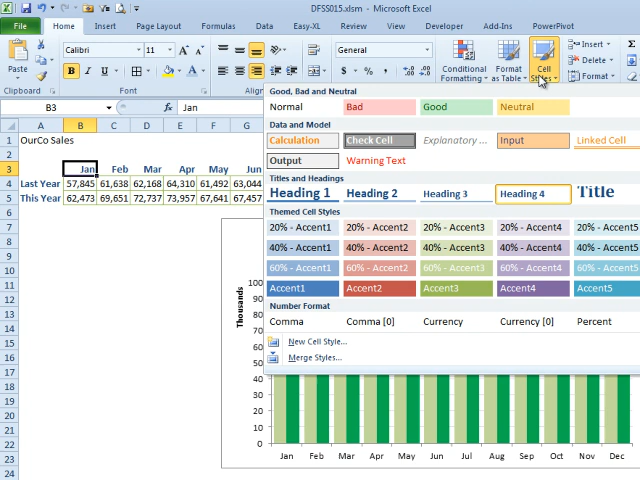 DFSS015.xlsm - Microsoft Excel
File Home Insert Page Layout Formulas Data Easy-XL Review View Developer Add-Ins PowerPivot
Paste
Calibri 11 General
B I U $ % ,
Conditional Formatting Format as Table Cell Styles
Insert
Delete
Format
Clipboard Font Alignment
B3 fx Jan
A B C D E F G
1 OurCo Sales
2
3 Jan Feb Mar Apr May Jun
4 Last Year 57,845 61,638 62,168 64,310 61,492 63,044
5 This Year 62,473 69,651 72,737 73,957 67,641 67,457
6
7
8
9
10
11
12
13
14
15
16
17
18
19
20
21
22
23
24
Good, Bad and Neutral
Normal Bad Good Neutral
Data and Model
Calculation Check Cell Explanatory ... Input Linked Cell
Output Warning Text
Titles and Headings
Heading 1 Heading 2 Heading 3 Heading 4 Title
Themed Cell Styles
20% - Accent1 20% - Accent2 20% - Accent3 20% - Accent4 20% - Accent5
40% - Accent1 40% - Accent2 40% - Accent3 40% - Accent4 40% - Accent5
60% - Accent1 60% - Accent2 60% - Accent3 60% - Accent4 60% - Accent5
Accent1 Accent2 Accent3 Accent4 Accent5
Number Format
Comma Comma [0] Currency Currency [0] Percent
New Cell Style...
Merge Styles...
Thousands
100
90
80
70
60
50
40
30
20
10
0
Jan Feb Mar Apr May Jun Jul Aug Sep Oct Nov Dec